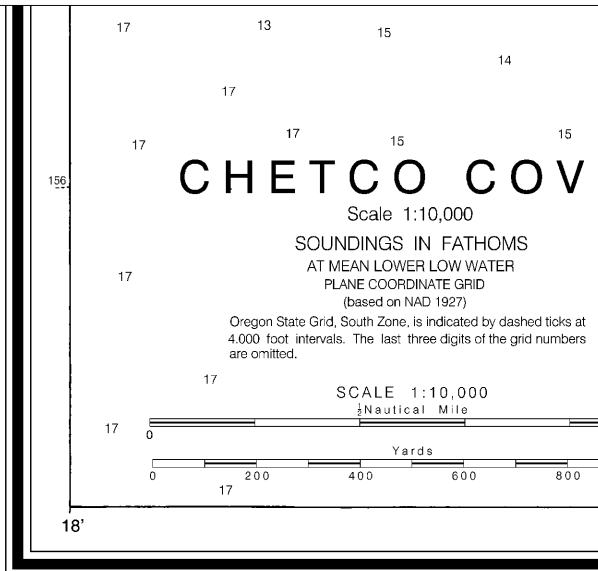 17 13 15
14
17
17 17 15 15
156
CHETCO COV
Scale 1:10,000
SOUNDINGS IN FATHOMS
AT MEAN LOWER LOW WATER
17
PLANE COORDINATE GRID
(based on NAD 1927)
Oregon State Grid, South Zone, is indicated by dashed ticks at
4.000 foot intervals. The last three digits of the grid numbers
are omitted.
17
SCALE 1:10,000
½Nautical Mile
17
0
Yards
0 200 400 600 800
17
18'